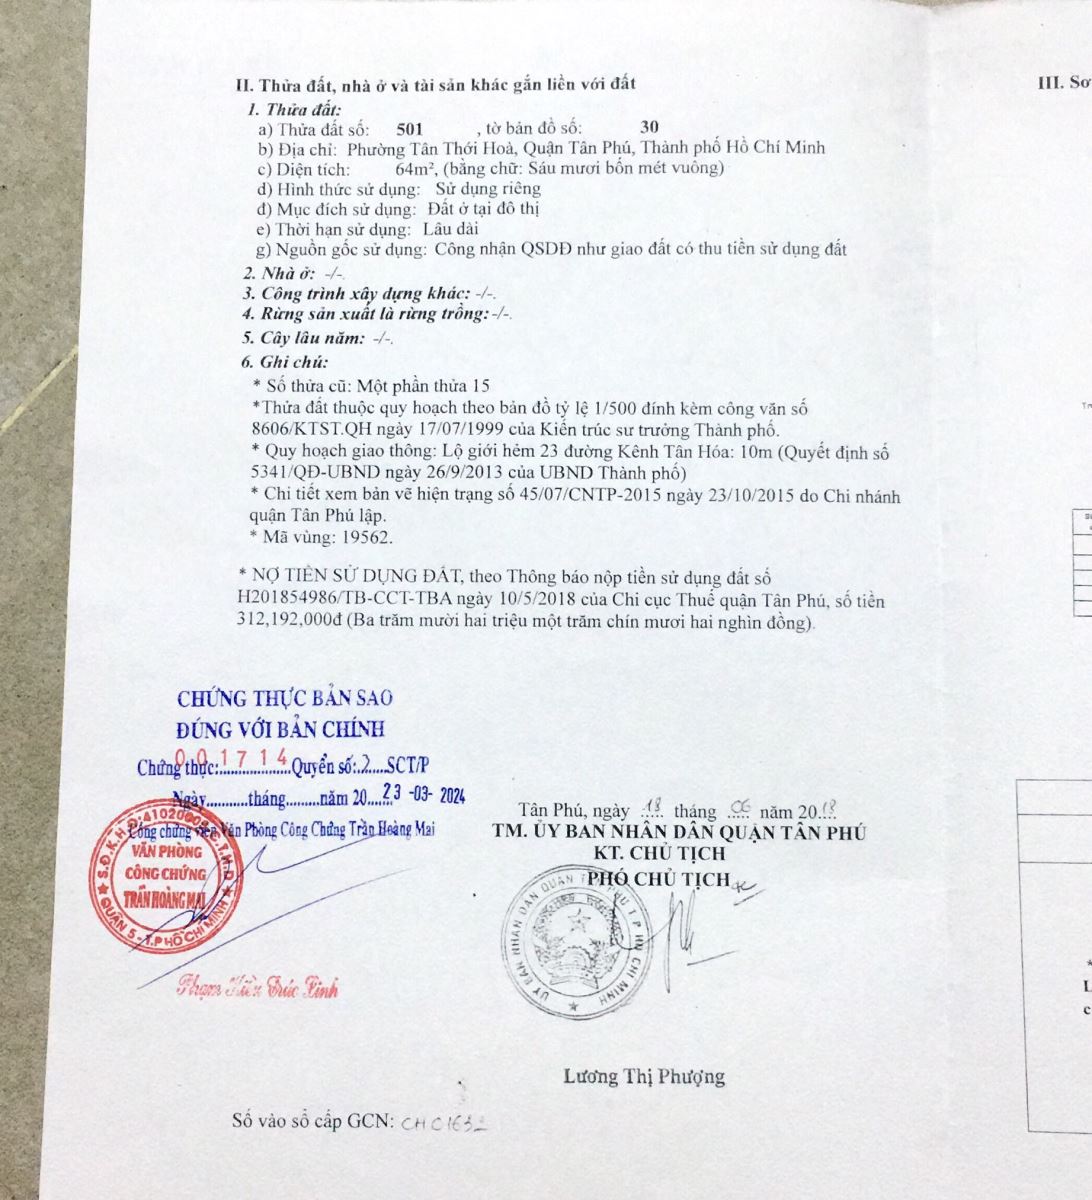 II. Thửa đất, nhà ở và tài sản khác gắn liền với đất
III. Sơ
1. Thửa đất:
a) Thửa đất số: 501 , tờ bản đồ số: 30
b) Địa chỉ: Phường Tân Thới Hoà, Quận Tân Phú, Thành phố Hồ Chí Minh
c) Diện tích: 64m², (bằng chữ: Sáu mươi bốn mét vuông)
d) Hình thức sử dụng: Sử dụng riêng
đ) Mục đích sử dụng: Đất ở tại đô thị
e) Thời hạn sử dụng: Lâu dài
g) Nguồn gốc sử dụng: Công nhận QSDĐ như giao đất có thu tiền sử dụng đất
2. Nhà ở: -/-.
3. Công trình xây dựng khác: -/-.
4. Rừng sản xuất là rừng trồng: -/-.
5. Cây lâu năm: -/-.
6. Ghi chú:
* Số thửa cũ: Một phần thửa 15
*Thửa đất thuộc quy hoạch theo bản đồ tỷ lệ 1/500 đính kèm công văn số
8606/KTST.QH ngày 17/07/1999 của Kiến trúc sư trưởng Thành phố.
* Quy hoạch giao thông: Lộ giới hẻm 23 đường Kênh Tân Hóa: 10m (Quyết định số
5341/QĐ-UBND ngày 26/9/2013 của UBND Thành phố)
* Chi tiết xem bản vẽ hiện trạng số 45/07/CNTP-2015 ngày 23/10/2015 do Chi nhánh
quận Tân Phú lập.
* Mã vùng: 19562.
* NỢ TIỀN SỬ DỤNG ĐẤT, theo Thông báo nộp tiền sử dụng đất số
H201854986/TB-CCT-TBA ngày 10/5/2018 của Chi cục Thuế quận Tân Phú, số tiền
312,192,000đ (Ba trăm mười hai triệu một trăm chín mươi hai nghìn đồng).
CHỨNG THỰC BẢN SAO
ĐÚNG VỚI BẢN CHÍNH
Chứng thực: 001714 Quyển số: 2 SCT/P
Ngày..........tháng........năm 20.... 23 -03- 2024
Công chứng viên Văn Phòng Công Chứng Trần Hoàng Mai
VĂN PHÒNG
CÔNG CHỨNG
TRẦN HOÀNG MAI
QUẬN 5 - T.P HỒ CHÍ MINH
Phạm Hiền Trúc Linh
Tân Phú, ngày 18 tháng 06 năm 2018
TM. ỦY BAN NHÂN DÂN QUẬN TÂN PHÚ
KT. CHỦ TỊCH
PHÓ CHỦ TỊCH
ỦY BAN NHÂN DÂN QUẬN TÂN PHÚ T.P HỒ CHÍ MINH
Lương Thị Phượng
Số vào sổ cấp GCN: CH01632